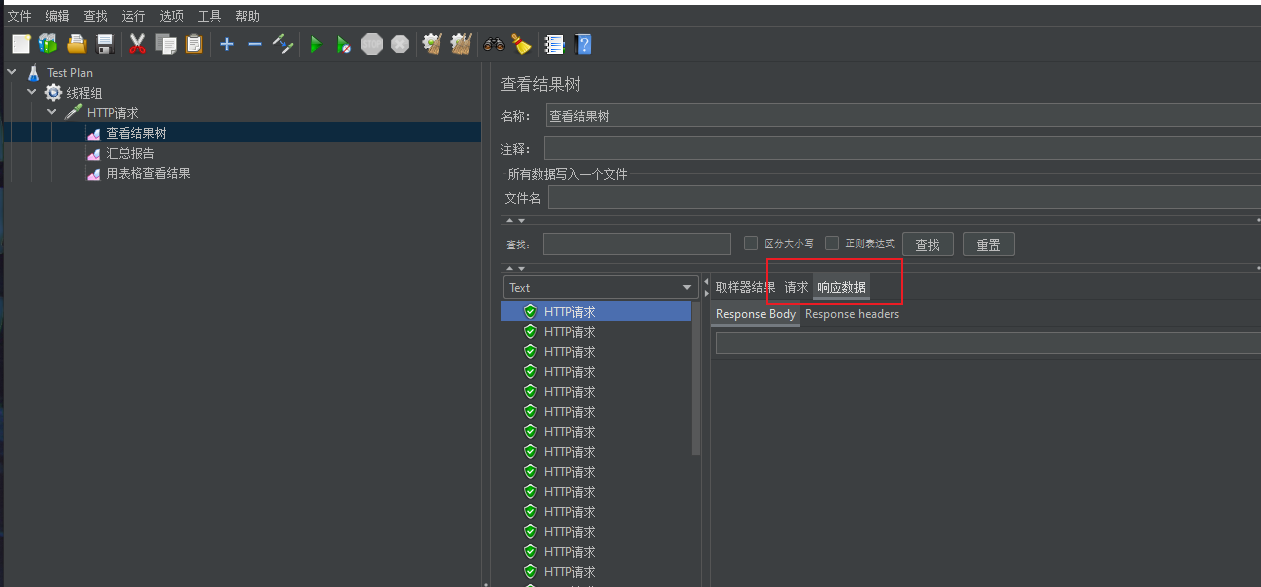 文件 编辑 查找 运行 选项 工具 帮助
STOP
Test Plan
线程组
HTTP请求
查看结果树
汇总报告
用表格查看结果
查看结果树
名称: 查看结果树
注释:
所有数据写入一个文件
文件名
查找: 区分大小写 正则表达式 查找 重置
Text
取样器结果 请求 响应数据
Response Body Response headers
HTTP请求
HTTP请求
HTTP请求
HTTP请求
HTTP请求
HTTP请求
HTTP请求
HTTP请求
HTTP请求
HTTP请求
HTTP请求
HTTP请求
HTTP请求
HTTP请求